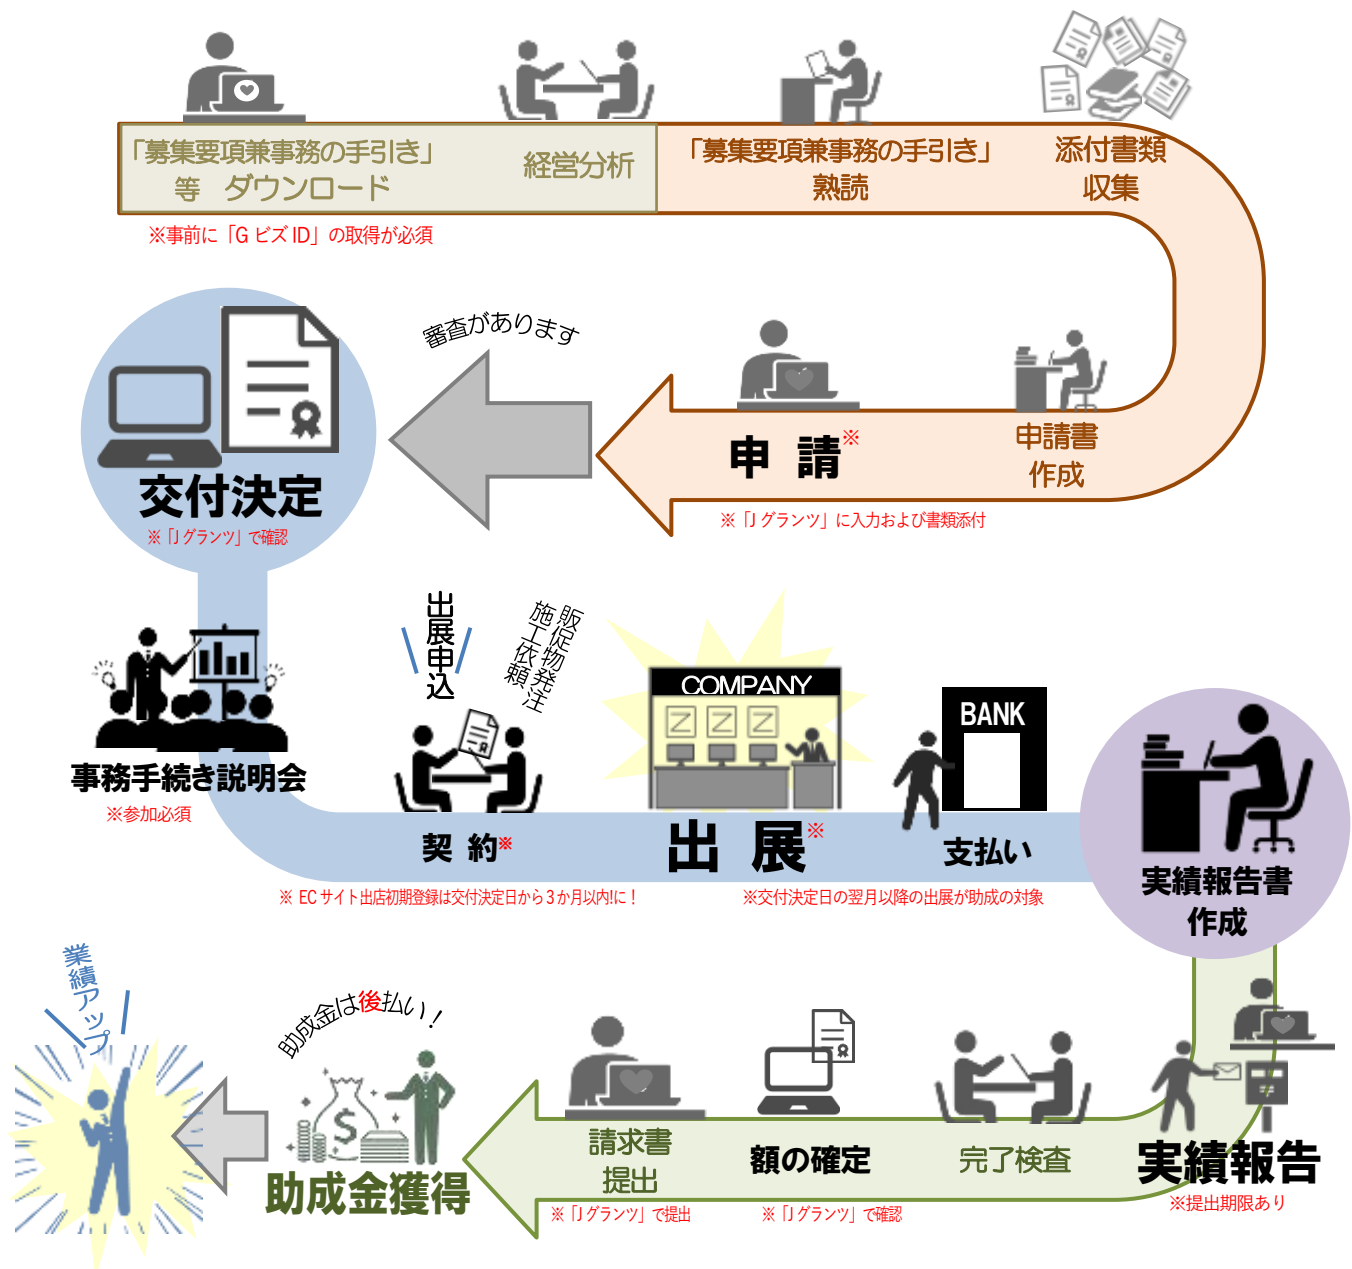 「募集要項兼事務の手引き」
等　ダウンロード
経営分析
「募集要項兼事務の手引き」
熟読
添付書類
収集
※事前に「G ビズ ID」の取得が必須
審査があります
申請書
作成
申 請※
※「J グランツ」に入力および書類添付
交付決定
※「J グランツ」で確認
事務手続き説明会
※参加必須
出展申込
販促物発注
施工依頼
契 約※
※ EC サイト出店初期登録は交付決定日から3 か月以内!に！
COMPANY
出 展※
※交付決定日の翌月以降の出展が助成の対象
BANK
支払い
実績報告書
作成
実績報告
※提出期限あり
完了検査
額の確定
※「J グランツ」で確認
請求書
提出
※「J グランツ」で提出
助成金は後払い！
$
助成金獲得
業績アップ